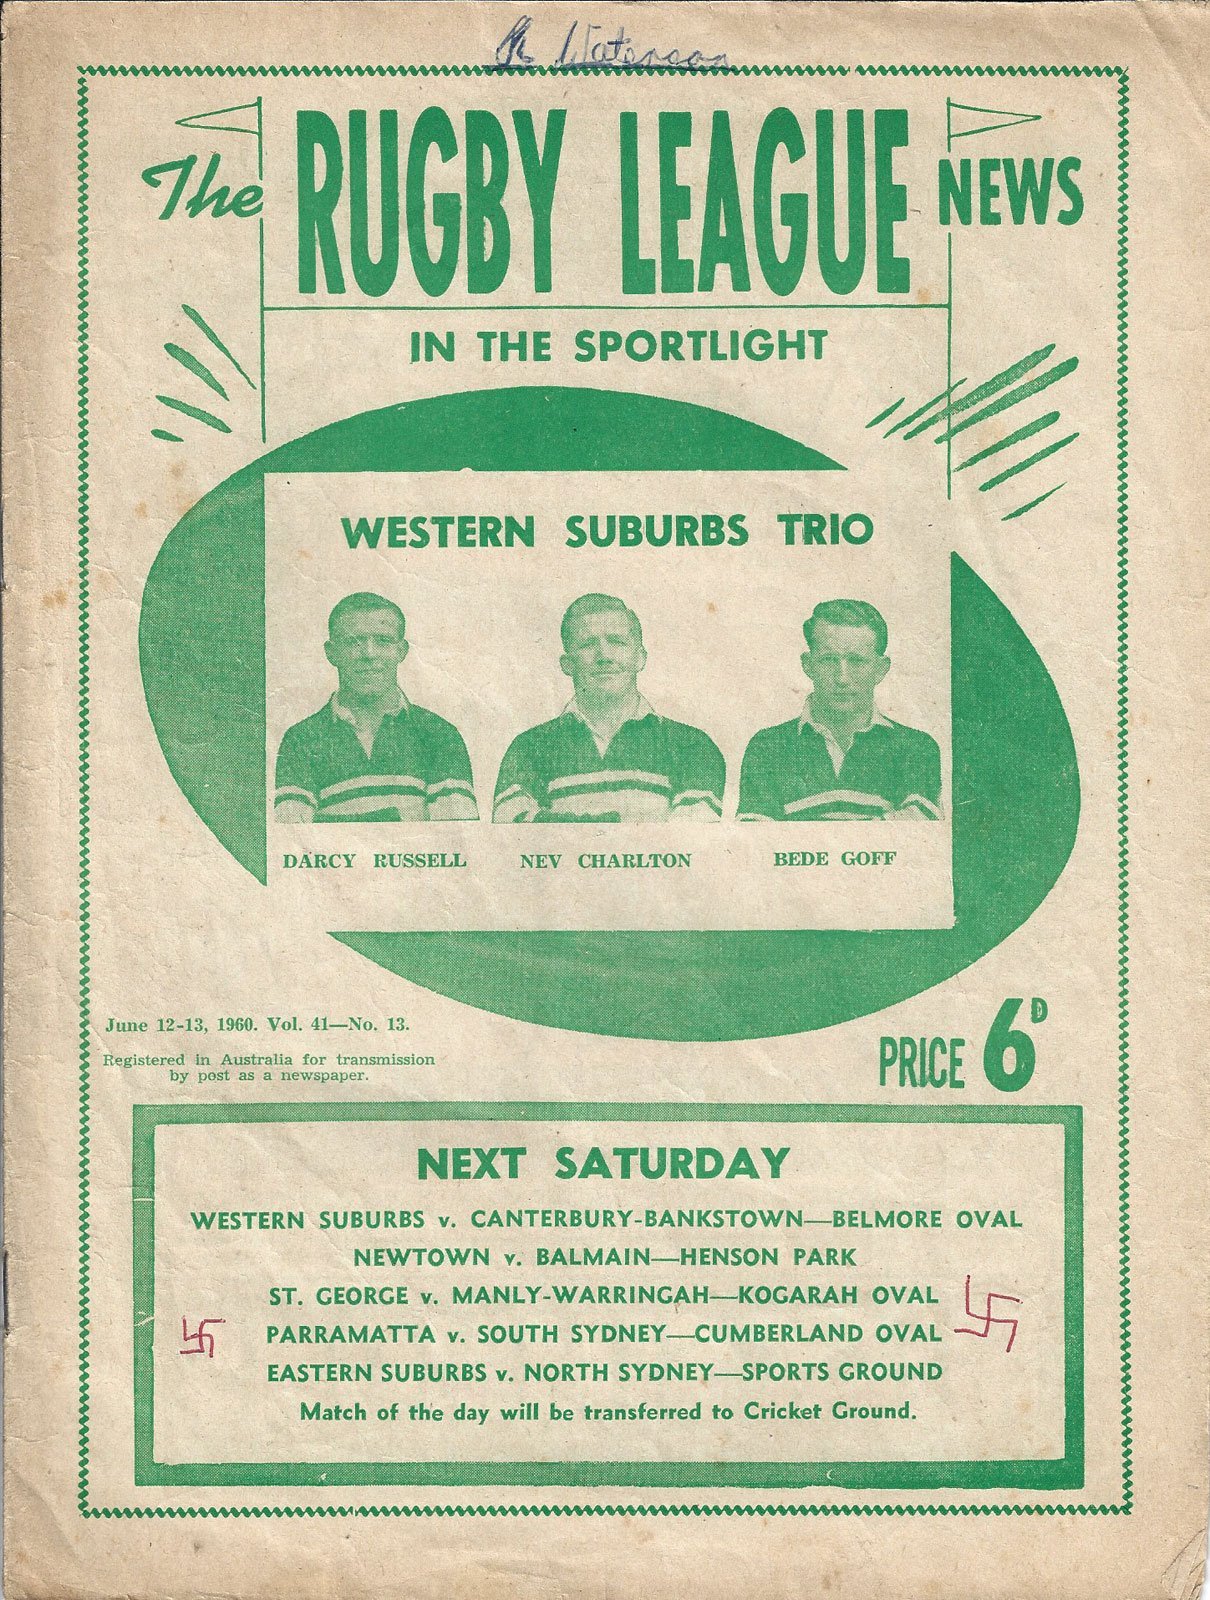 Waterson
The RUGBY LEAGUE NEWS
IN THE SPORTLIGHT
WESTERN SUBURBS TRIO
DARCY RUSSELL NEV CHARLTON BEDE GOFF
June 12-13, 1960. Vol. 41—No. 13.
Registered in Australia for transmission
by post as a newspaper.
PRICE 6D
NEXT SATURDAY
WESTERN SUBURBS v. CANTERBURY-BANKSTOWN—BELMORE OVAL
NEWTOWN v. BALMAIN—HENSON PARK
ST. GEORGE v. MANLY-WARRINGAH—KOGARAH OVAL
PARRAMATTA v. SOUTH SYDNEY—CUMBERLAND OVAL
EASTERN SUBURBS v. NORTH SYDNEY—SPORTS GROUND
Match of the day will be transferred to Cricket Ground.